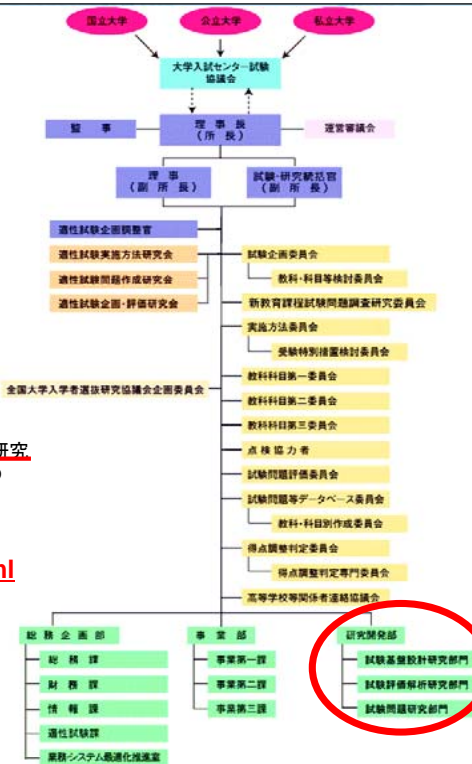 国立大学
公立大学
私立大学
大学入試センター試験
協議会
監 事
理 事 長
(所 長)
運営審議会
理 事
(副 所 長)
試験・研究統括官
(副 所 長)
適性試験企画調整官
適性試験実施方法研究会
適性試験問題作成研究会
適性試験企画・評価研究会
試験企画委員会
教科・科目等検討委員会
新教育課程試験問題調査研究委員会
実施方法委員会
受験特別措置検討委員会
全国大学入学者選抜研究協議会企画委員会
教科科目第一委員会
教科科目第二委員会
教科科目第三委員会
点 検 協 力 者
試験問題評価委員会
試験問題等データベース委員会
教科・科目別作成委員会
得点調整判定委員会
得点調整判定専門委員会
高等学校等関係者連絡協議会
研究
)
ml
総 務 企 画 部
総 務 課
財 務 課
情 報 課
適性試験課
業務・システム最適化推進室
事 業 部
事業第一課
事業第二課
事業第三課
研究開発部
試験基盤設計研究部門
試験評価解析研究部門
試験問題研究部門